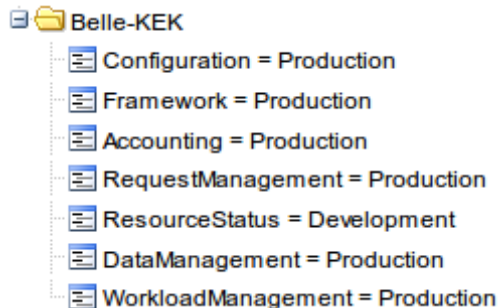 Belle-KEK
Configuration = Production
Framework = Production
Accounting = Production
RequestManagement = Production
ResourceStatus = Development
DataManagement = Production
WorkloadManagement = Production